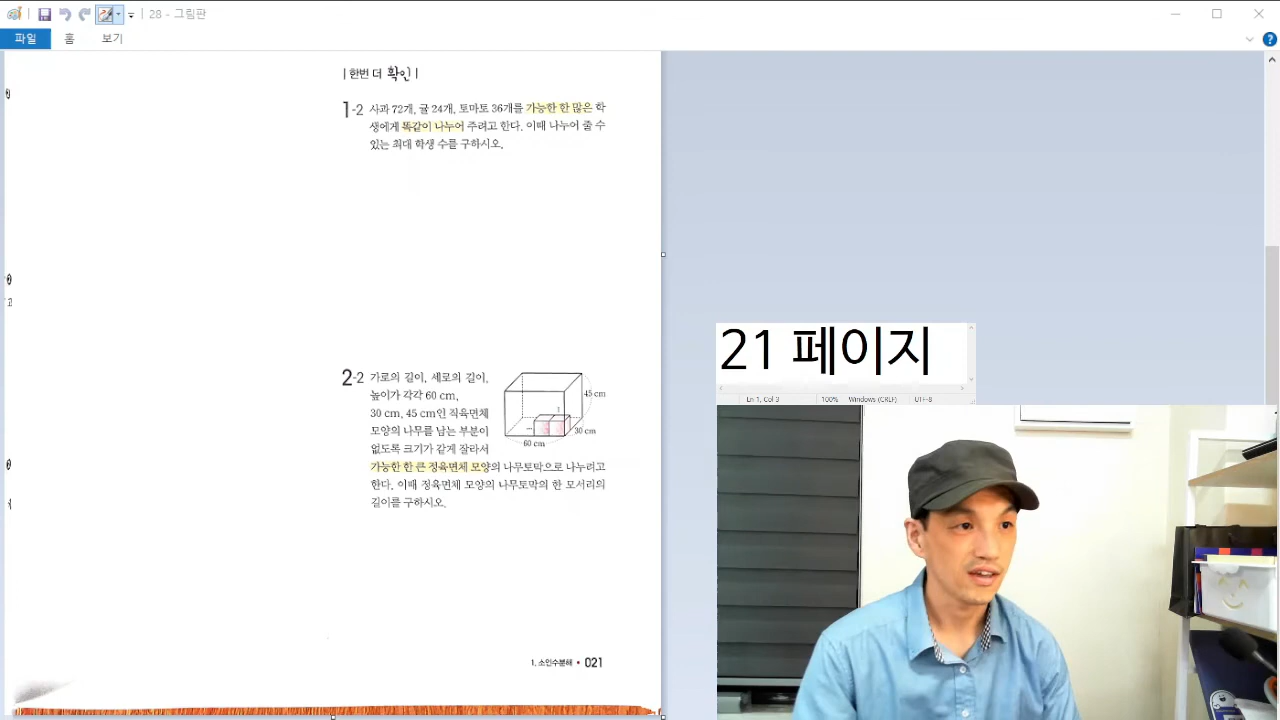 28 - 그림판
파일 홈 보기
| 한번 더 확인 |
1-2 사과 72개, 귤 24개, 토마토 36개를 가능한 한 많은 학
생에게 똑같이 나누어 주려고 한다. 이때 나누어 줄 수
있는 최대 학생 수를 구하시오.
2-2 가로의 길이, 세로의 길이,
높이가 각각 60 cm,
30 cm, 45 cm인 직육면체
모양의 나무를 남는 부분이
없도록 크기가 같게 잘라서
가능한 한 큰 정육면체 모양의 나무토막으로 나누려고
한다. 이때 정육면체 모양의 나무토막의 한 모서리의
길이를 구하시오.
45 cm
30 cm
60 cm
1. 소인수분해 • 021
21 페이지
Ln 1, Col 3 100% Windows (CRLF) UTF-8